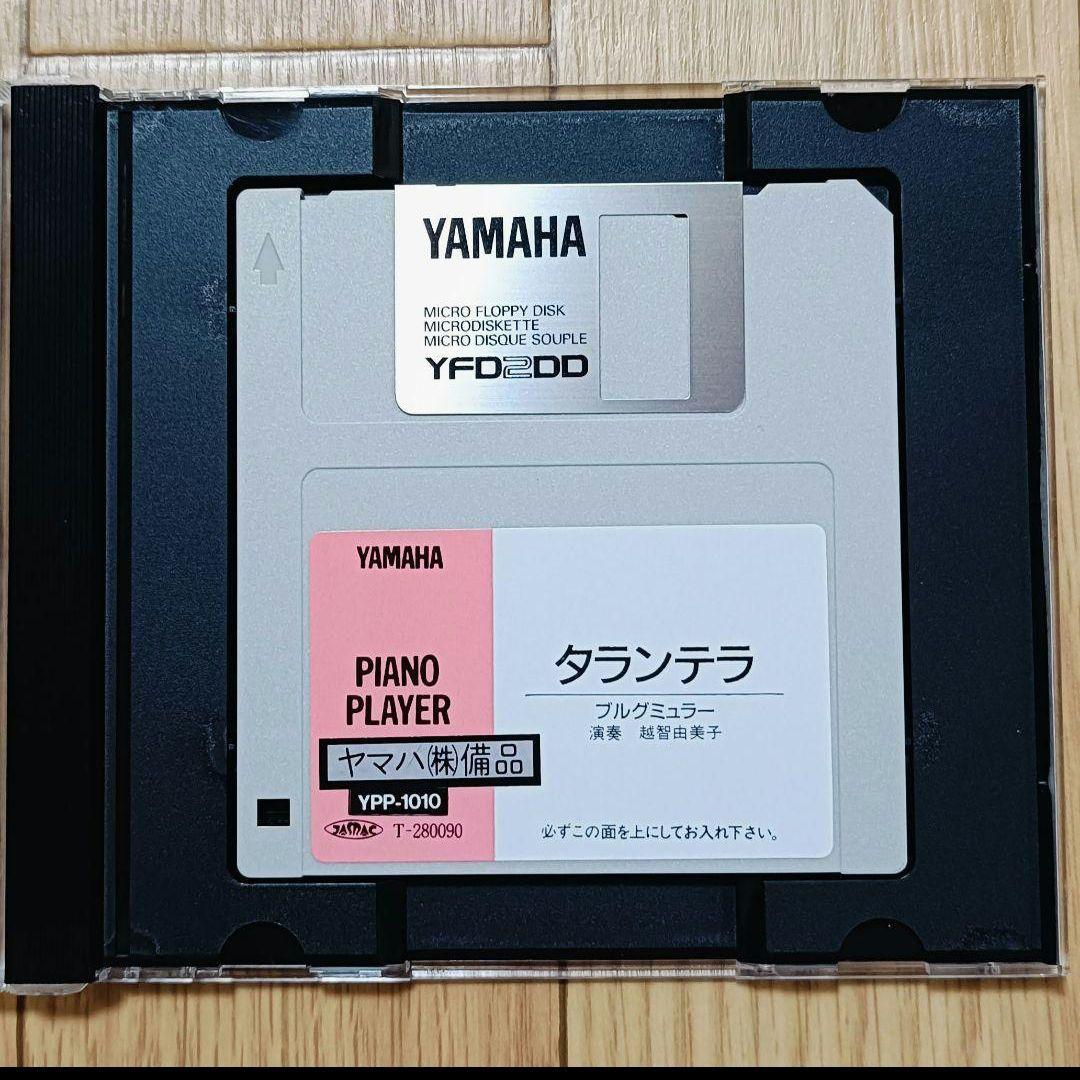 YAMAHA
MICRO FLOPPY DISK
MICRODISKETTE
MICRO DISQUE SOUPLE
YFD2DD
YAMAHA
PIANO
PLAYER
ヤマハ㈱備品
YPP-1010
JASRAC T-280090
タランテラ
ブルグミュラー
演奏 越智由美子
必ずこの面を上にしてお入れ下さい。